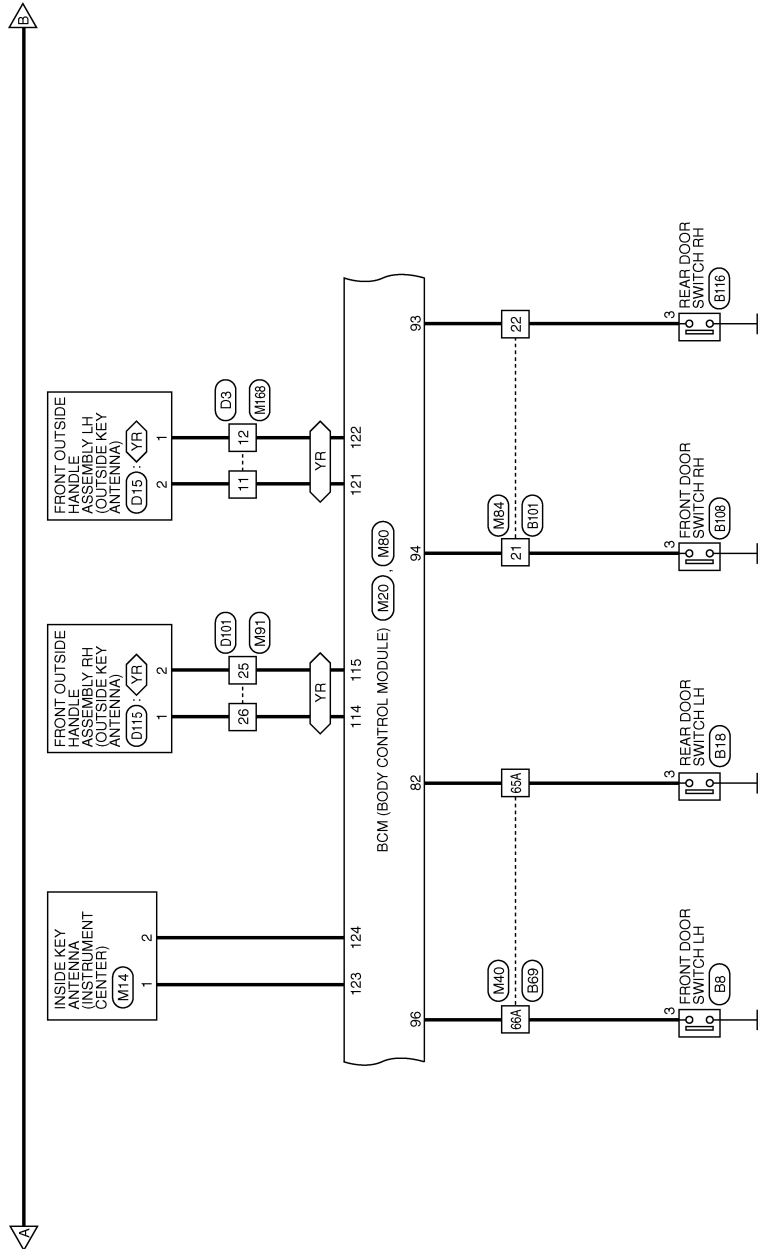 A
B
INSIDE KEY
ANTENNA
(INSTRUMENT
CENTER)
M14
1
2
FRONT OUTSIDE
HANDLE
ASSEMBLY RH
(OUTSIDE KEY
ANTENNA)
D115 : YR
1
2
FRONT OUTSIDE
HANDLE
ASSEMBLY LH
(OUTSIDE KEY
ANTENNA)
D15 : YR
2
1
26
25
D101
M91
11
12
D3
M168
YR
YR
123
124
114
115
121
122
BCM (BODY CONTROL MODULE) M20 , M80
96
82
94
93
66A
M40
B69
65A
21
M84
B101
22
3
FRONT DOOR
SWITCH LH
B8
3
REAR DOOR
SWITCH LH
B18
3
FRONT DOOR
SWITCH RH
B108
3
REAR DOOR
SWITCH RH
B116